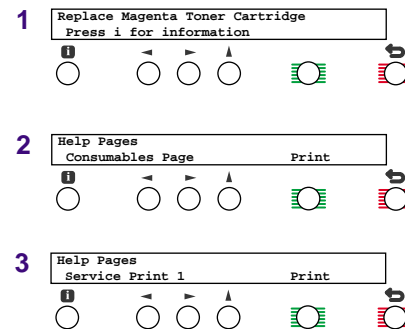 1
Replace Magenta Toner Cartridge
Press i for information
i
2
Help Pages
Consumables Page Print
i
3
Help Pages
Service Print 1 Print
i